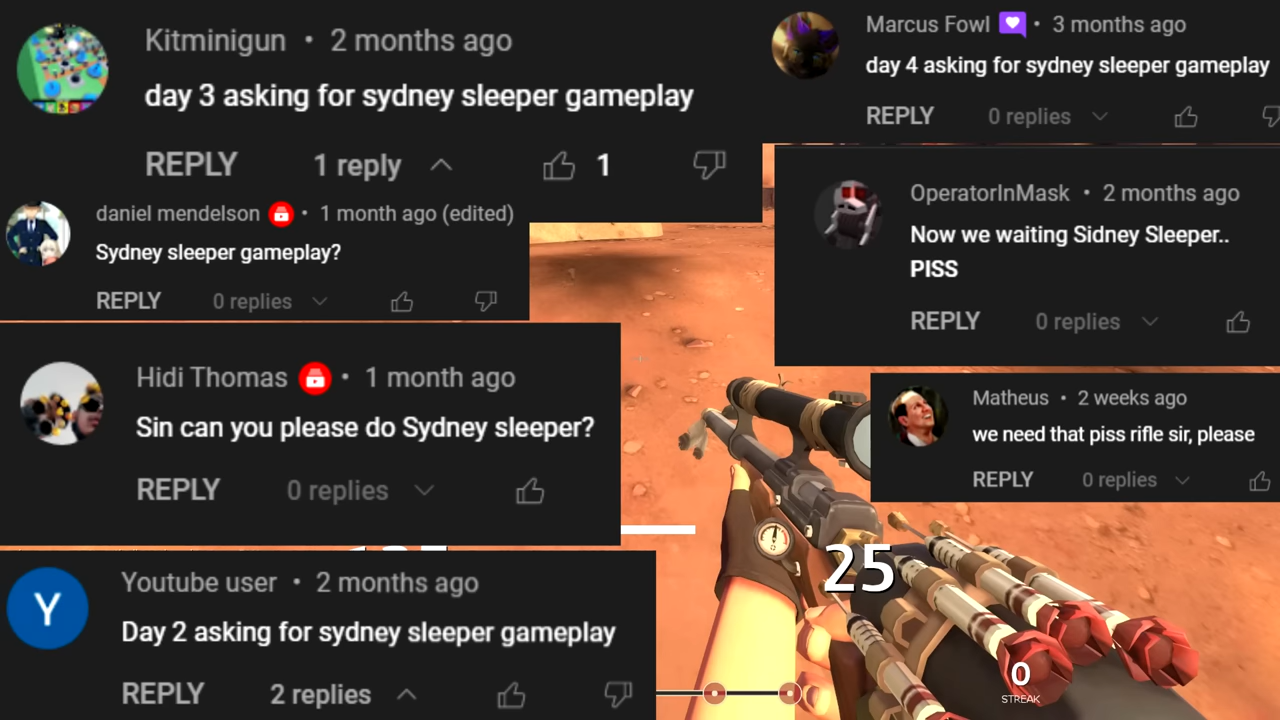 Kitminigun • 2 months ago
day 3 asking for sydney sleeper gameplay
REPLY 1 reply 1
Marcus Fowl • 3 months ago
day 4 asking for sydney sleeper gameplay
REPLY 0 replies
daniel mendelson • 1 month ago (edited)
Sydney sleeper gameplay?
REPLY 0 replies
OperatorInMask • 2 months ago
Now we waiting Sidney Sleeper..
PISS
REPLY 0 replies
Hidi Thomas • 1 month ago
Sin can you please do Sydney sleeper?
REPLY 0 replies
Matheus • 2 weeks ago
we need that piss rifle sir, please
REPLY 0 replies
Y
Youtube user • 2 months ago
Day 2 asking for sydney sleeper gameplay
REPLY 2 replies
25
0
STREAK